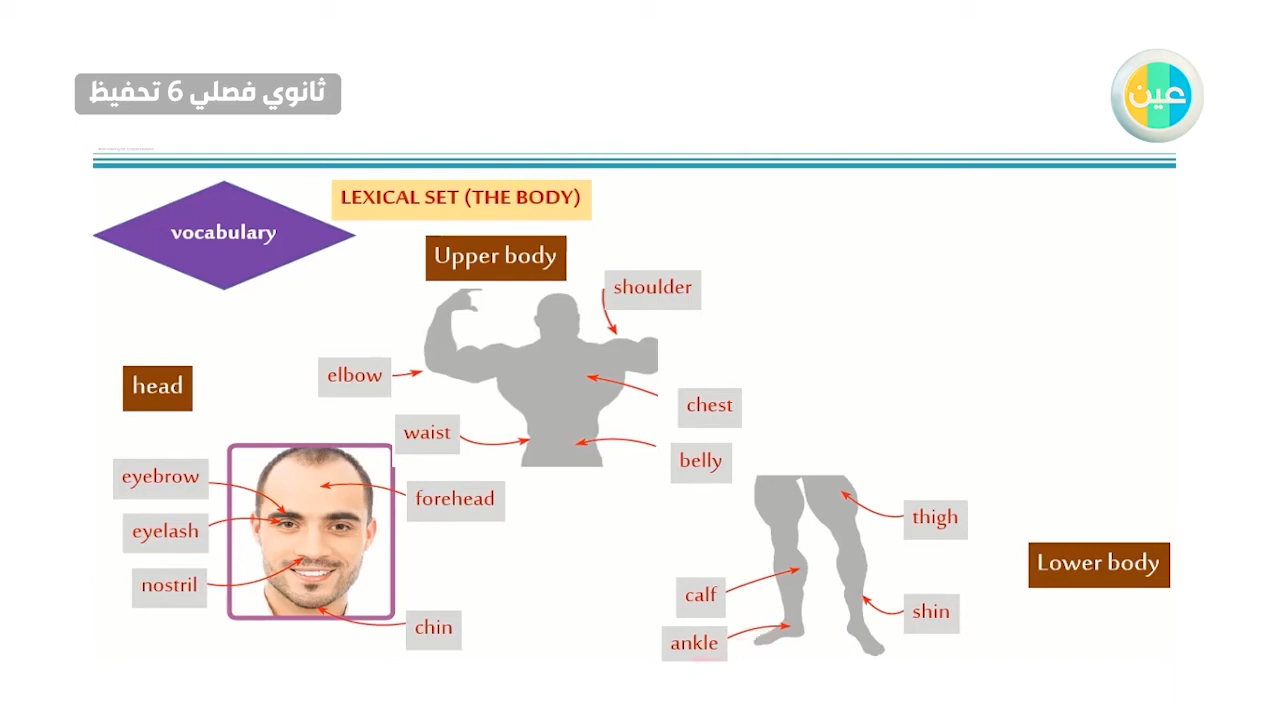 ثانوي فصلي 6 تحفيظ
عين
LEXICAL SET (THE BODY)
vocabulary
Upper body
shoulder
elbow
head
chest
waist
belly
eyebrow
forehead
eyelash
thigh
Lower body
nostril
calf
shin
chin
ankle